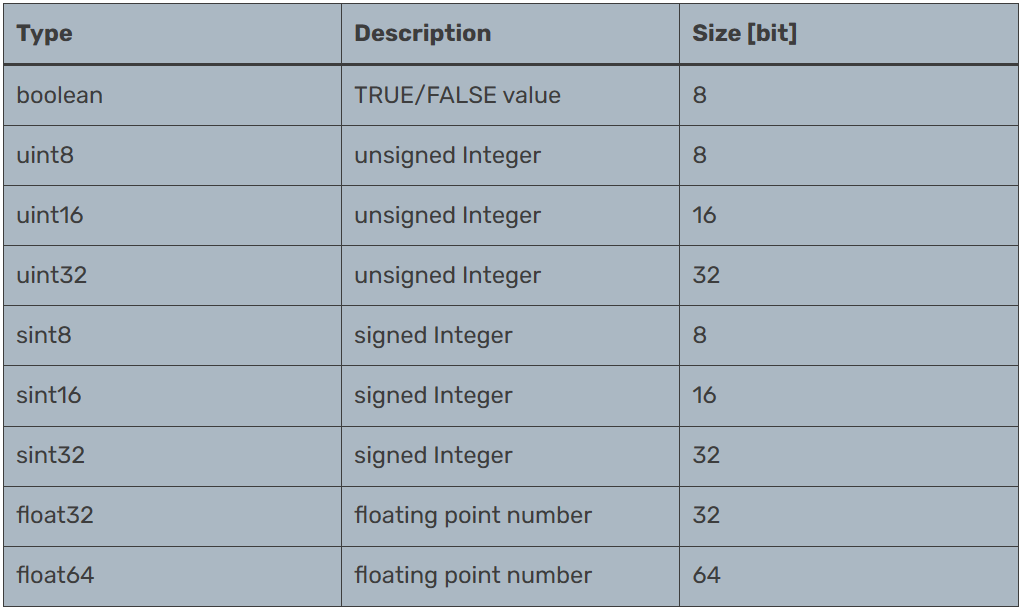 Type Description Size [bit]
boolean TRUE/FALSE value 8
uint8 unsigned Integer 8
uint16 unsigned Integer 16
uint32 unsigned Integer 32
sint8 signed Integer 8
sint16 signed Integer 16
sint32 signed Integer 32
float32 floating point number 32
float64 floating point number 64